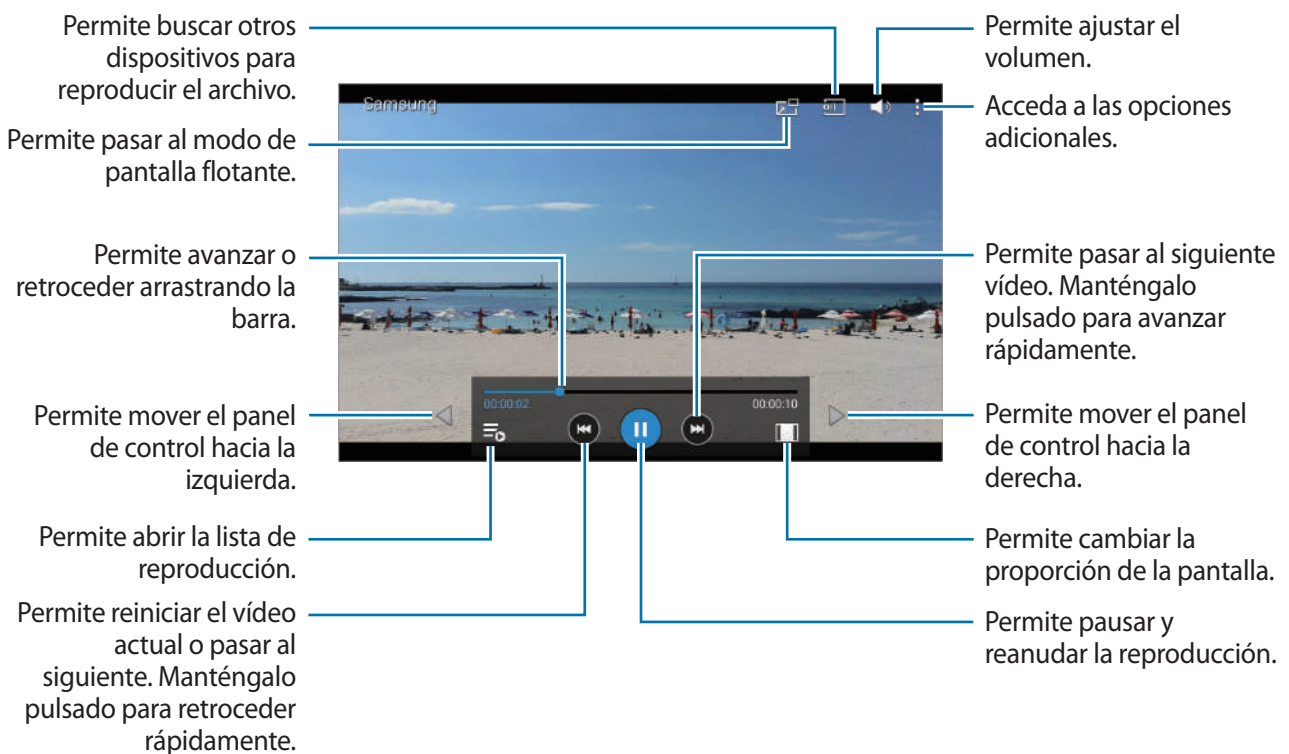 Permite buscar otros
dispositivos para
reproducir el archivo.
Permite pasar al modo de
pantalla flotante.
Permite avanzar o
retroceder arrastrando la
barra.
Permite mover el panel
de control hacia la
izquierda.
Permite abrir la lista de
reproducción.
Permite reiniciar el vídeo
actual o pasar al
siguiente. Manténgalo
pulsado para retroceder
rápidamente.
Samsung
00:00:02
00:00:10
Permite ajustar el
volumen.
Acceda a las opciones
adicionales.
Permite pasar al siguiente
vídeo. Manténgalo
pulsado para avanzar
rápidamente.
Permite mover el panel
de control hacia la
derecha.
Permite cambiar la
proporción de la pantalla.
Permite pausar y
reanudar la reproducción.